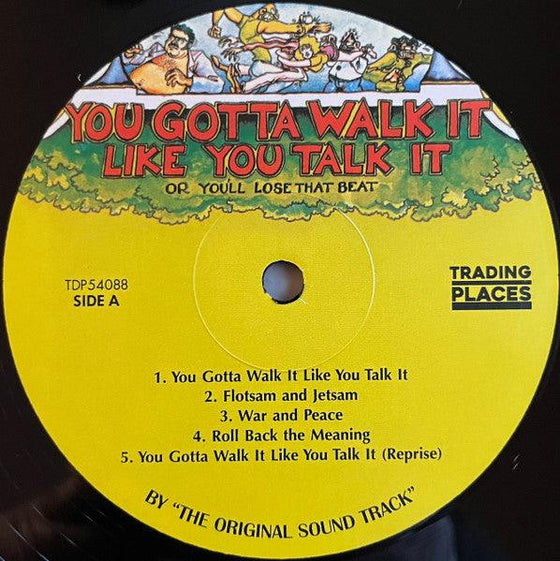 YOU GOTTA WALK IT
LIKE YOU TALK IT
OR YOU'LL LOSE THAT BEAT
TDP54088
SIDE A
TRADING
PLACES
1. You Gotta Walk It Like You Talk It
2. Flotsam and Jetsam
3. War and Peace
4. Roll Back the Meaning
5. You Gotta Walk It Like You Talk It (Reprise)
BY "THE ORIGINAL SOUND TRACK"